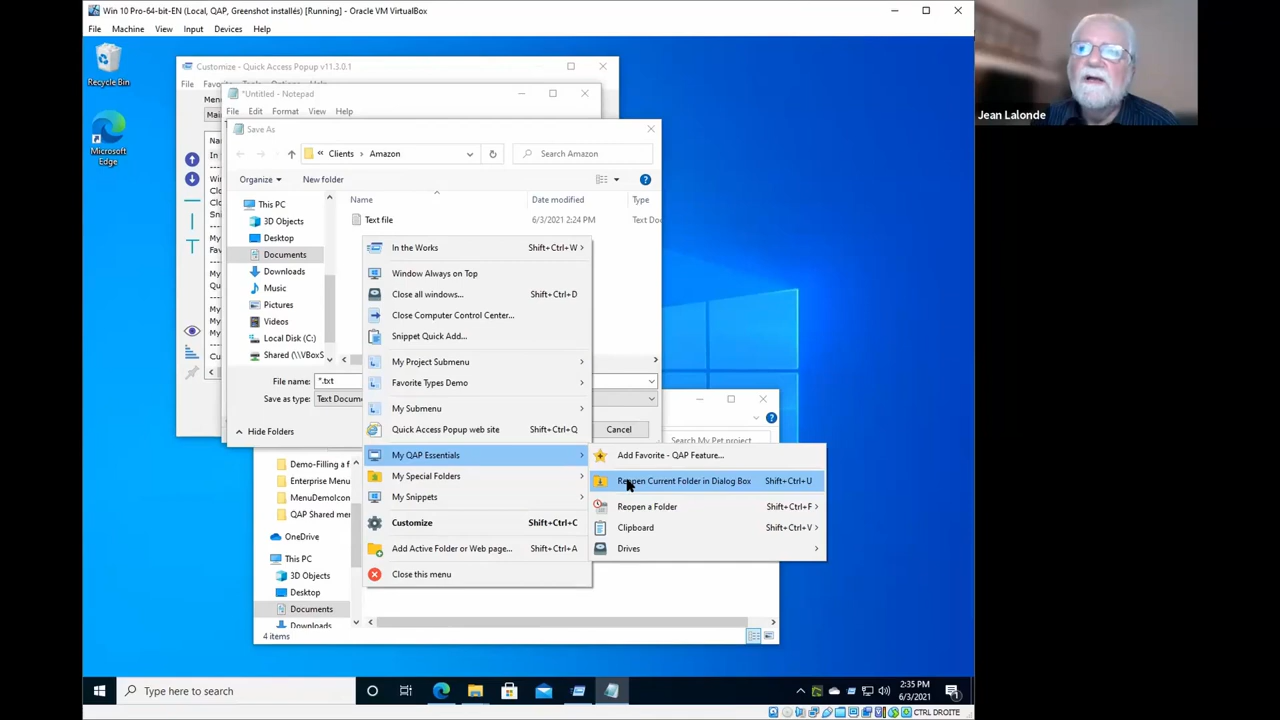 Win 10 Pro-64-bit-EN (Local, QAP, Greenshot installés) [Running] - Oracle VM VirtualBox
File Machine View Input Devices Help
Recycle Bin
Microsoft
Edge
Customize - Quick Access Popup v11.3.0.1
File
*Untitled - Notepad
File Edit Format View Help
Save As
« Clients > Amazon
Search Amazon
Organize
New folder
Name
Date modified
Type
Text file
6/3/2021 2:24 PM
Text Doc
This PC
3D Objects
Desktop
Documents
Downloads
Music
Pictures
Videos
Local Disk (C:)
Shared (\\VBoxS
File name: *.txt
Save as type: Text Docume
Hide Folders
Cancel
In the Works Shift+Ctrl+W
Window Always on Top
Close all windows... Shift+Ctrl+D
Close Computer Control Center...
Snippet Quick Add...
My Project Submenu
Favorite Types Demo
My Submenu
Quick Access Popup web site Shift+Ctrl+Q
My QAP Essentials
My Special Folders
My Snippets
Customize Shift+Ctrl+C
Add Active Folder or Web page... Shift+Ctrl+A
Close this menu
Add Favorite - QAP Feature...
Reopen Current Folder in Dialog Box Shift+Ctrl+U
Reopen a Folder Shift+Ctrl+F
Clipboard Shift+Ctrl+V
Drives
Search My Pet project
Demo-Filling a f
Enterprise Menu
MenuDemoIcon
QAP Shared men
OneDrive
This PC
3D Objects
Desktop
Documents
Downloads
4 items
Type here to search
2:35 PM
6/3/2021
1
CTRL DROITE
Jean Lalonde